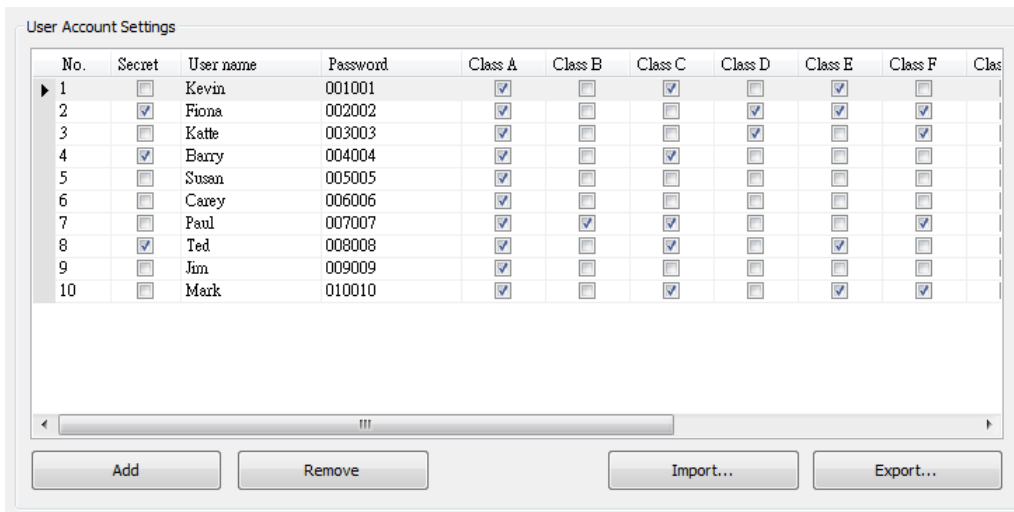 User Account Settings
No. Secret User name Password Class A Class B Class C Class D Class E Class F Clas
1 Kevin 001001
2 Fiona 002002
3 Katte 003003
4 Barry 004004
5 Susan 005005
6 Carey 006006
7 Paul 007007
8 Ted 008008
9 Jim 009009
10 Mark 010010
Add Remove Import... Export...